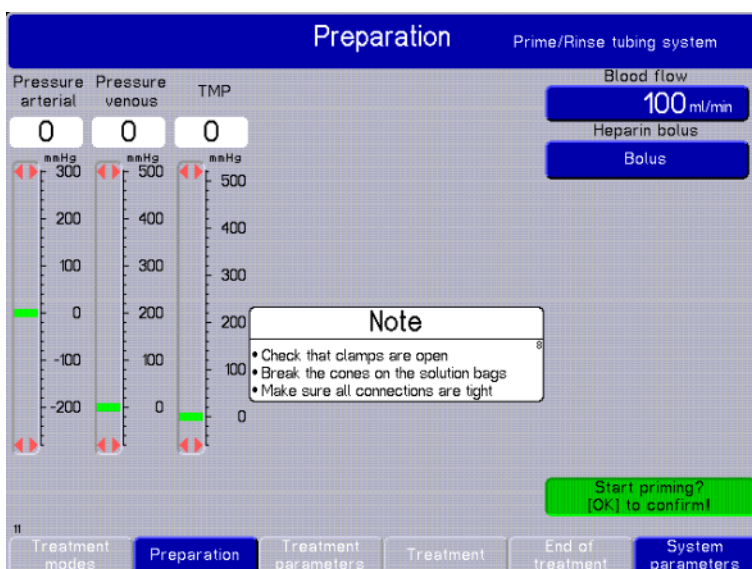 Preparation
Prime/Rinse tubing system
Pressure arterial
Pressure venous
TMP
0
0
0
mmHg
mmHg
mmHg
300
200
100
0
-100
-200
500
400
300
200
100
0
500
400
300
200
100
0
Blood flow
100 ml/min
Heparin bolus
Bolus
Note
8
•Check that clamps are open
•Break the cones on the solution bags
•Make sure all connections are tight
Start priming?
[OK] to confirm!
11
Treatment modes
Preparation
Treatment parameters
Treatment
End of treatment
System parameters